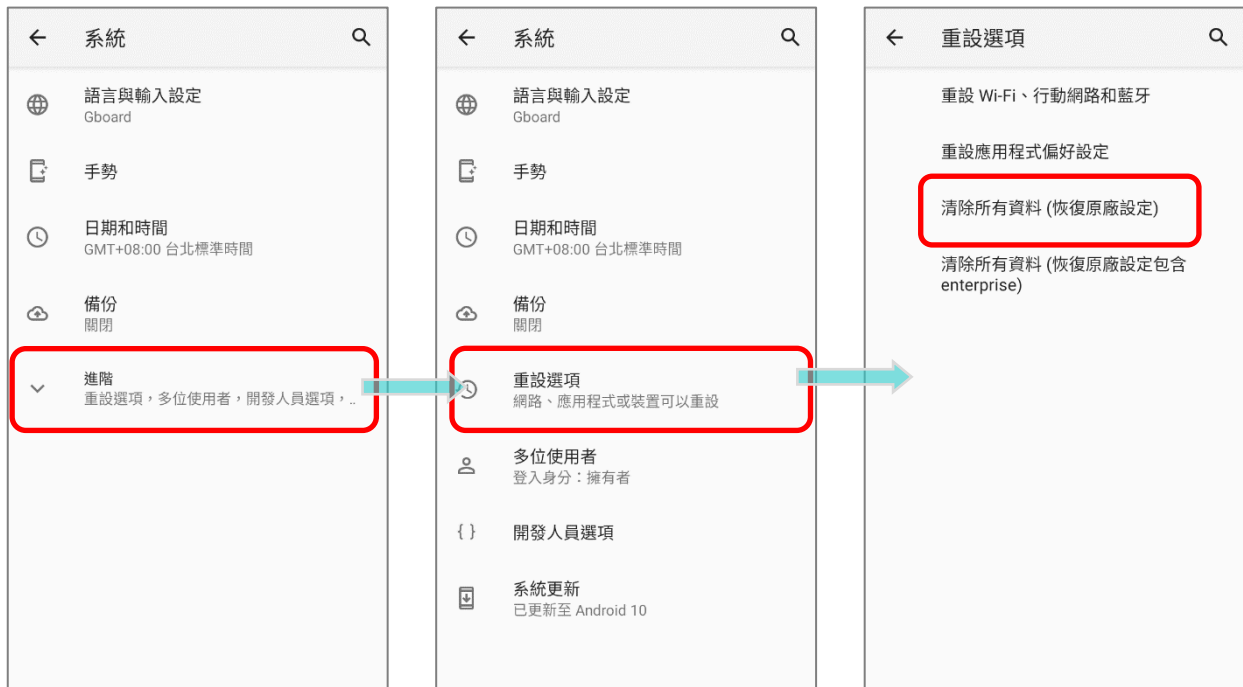 系統
語言與輸入設定
Gboard
手勢
日期和時間
GMT+08:00 台北標準時間
備份
關閉
進階
重設選項，多位使用者，開發人員選項，..
系統
語言與輸入設定
Gboard
手勢
日期和時間
GMT+08:00 台北標準時間
備份
關閉
重設選項
網路、應用程式或裝置可以重設
多位使用者
登入身分：擁有者
開發人員選項
系統更新
已更新至 Android 10
重設選項
重設 Wi-Fi、行動網路和藍牙
重設應用程式偏好設定
清除所有資料 (恢復原廠設定)
清除所有資料 (恢復原廠設定包含
enterprise)